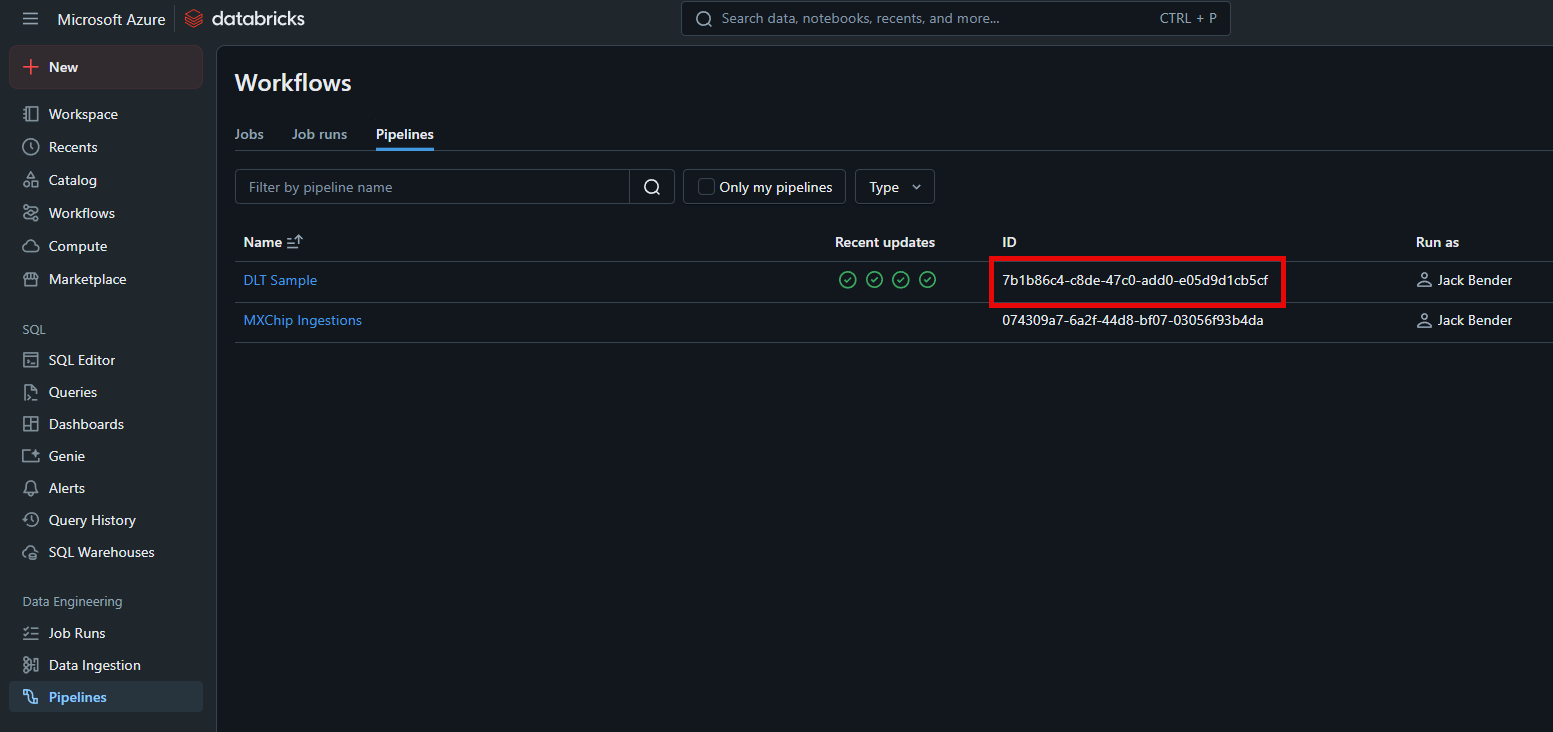 Microsoft Azure databricks
Search data, notebooks, recents, and more... CTRL + P
New
Workspace
Recents
Catalog
Workflows
Compute
Marketplace
SQL
SQL Editor
Queries
Dashboards
Genie
Alerts
Query History
SQL Warehouses
Data Engineering
Job Runs
Data Ingestion
Pipelines
Workflows
Jobs Job runs Pipelines
Filter by pipeline name Only my pipelines Type
Name Recent updates ID Run as
DLT Sample 7b1b86c4-c8de-47c0-add0-e05d9d1cb5cf Jack Bender
MXChip Ingestions 074309a7-6a2f-44d8-bf07-03056f93b4da Jack Bender